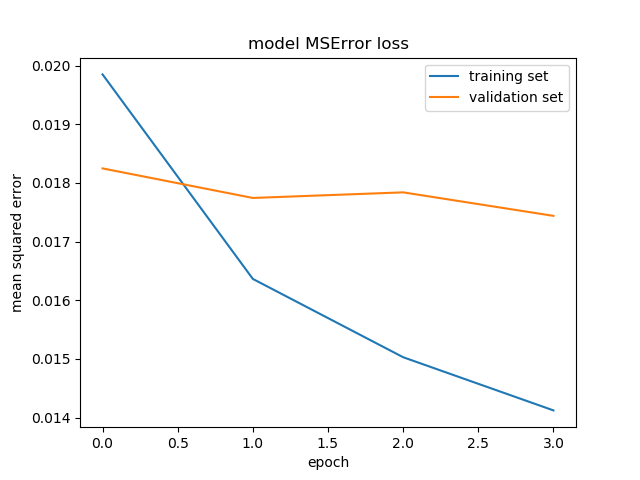 model MSError loss
training set
validation set
0.020
0.019
0.018
0.017
0.016
0.015
0.014
mean squared error
0.0 0.5 1.0 1.5 2.0 2.5 3.0
epoch